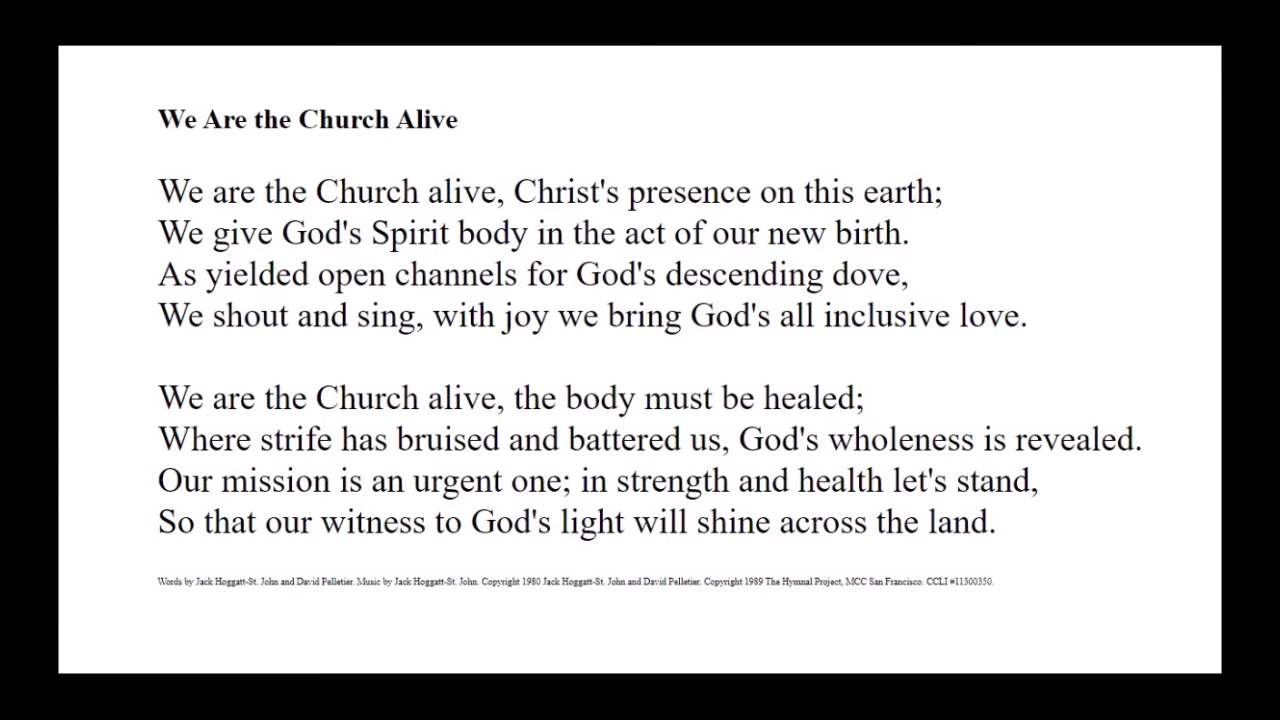 We Are the Church Alive
We are the Church alive, Christ's presence on this earth;
We give God's Spirit body in the act of our new birth.
As yielded open channels for God's descending dove,
We shout and sing, with joy we bring God's all inclusive love.
We are the Church alive, the body must be healed;
Where strife has bruised and battered us, God's wholeness is revealed.
Our mission is an urgent one; in strength and health let's stand,
So that our witness to God's light will shine across the land.
Words by Jack Hoggatt-St. John and David Pelletier. Music by Jack Hoggatt-St. John. Copyright 1980 Jack Hoggatt-St. John and David Pelletier. Copyright 1989 The Hymnal Project, MCC San Francisco. CCLI #11300350.